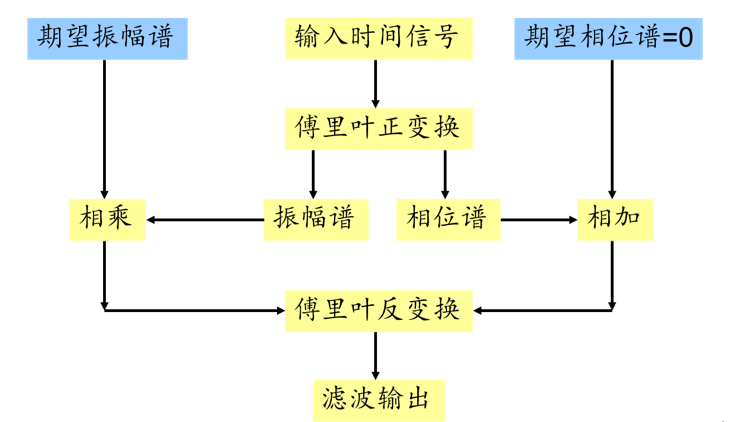 期望振幅谱
输入时间信号
期望相位谱=0
傅里叶正变换
相乘
振幅谱
相位谱
相加
傅里叶反变换
滤波输出